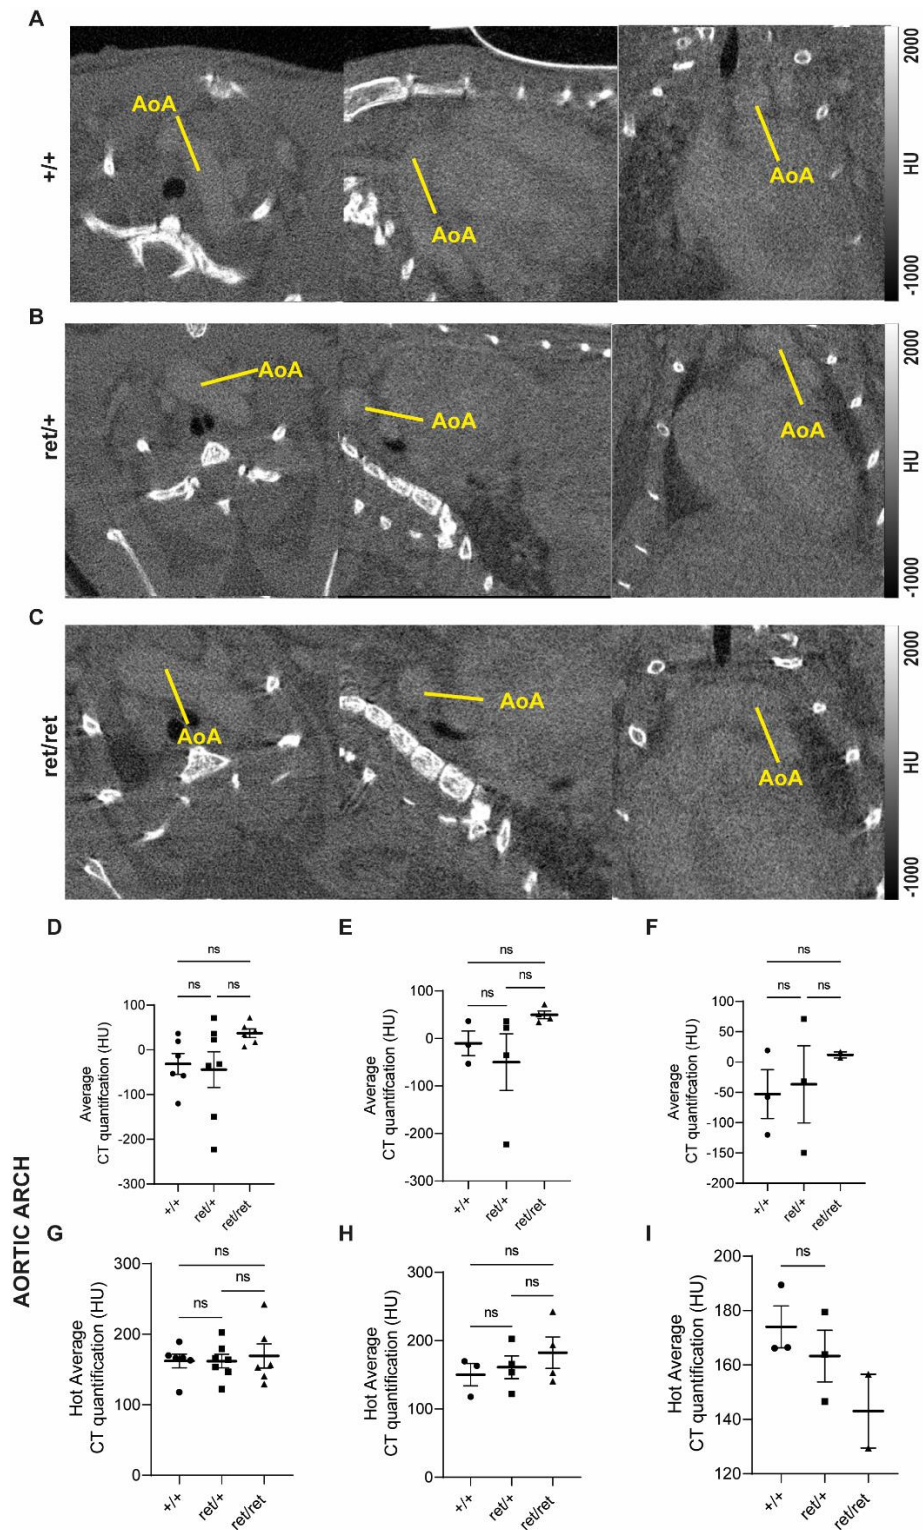 A
AoA
AoA
AoA
+/+
2000
HU
-1000
B
AoA
AoA
AoA
ret/+
2000
HU
-1000
C
AoA
AoA
AoA
ret/ret
2000
HU
-1000
AORTIC ARCH
D
ns
ns ns
Average
CT quantifcation (HU)
100
0
-100
-200
-300
+/+
ret/+
ret/ret
E
ns
ns
ns
Average
CT quantifcation (HU)
100
0
-100
-200
-300
+/+
ret/+
ret/ret
F
ns
ns ns
Average
CT quantifcation (HU)
100
50
0
-50
-100
-150
-200
+/+
ret/+
ret/ret
G
ns
ns
ns
Hot Average
CT quantification (HU)
300
200
100
0
+/+
ret/+
ret/ret
H
ns
ns
ns
Hot Average
CT quantification (HU)
300
200
100
0
+/+
ret/+
ret/ret
I
ns
Hot Average
CT quantification (HU)
200
180
160
140
120
+/+
ret/+
ret/ret